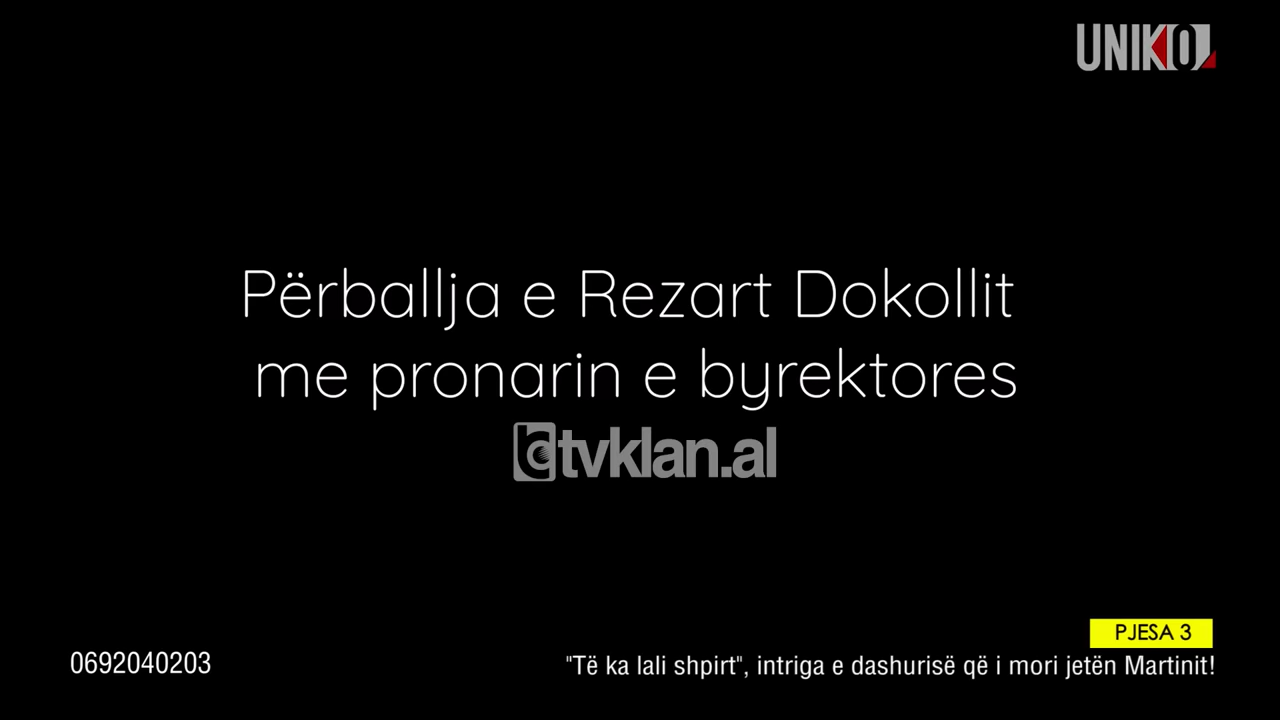 UNIKO
Përballja e Rezart Dokollit
me pronarin e byrektores
tvklan.al
PJESA 3
0692040203
"Të ka lali shpirt", intriga e dashurisë që i mori jetën Martinit!